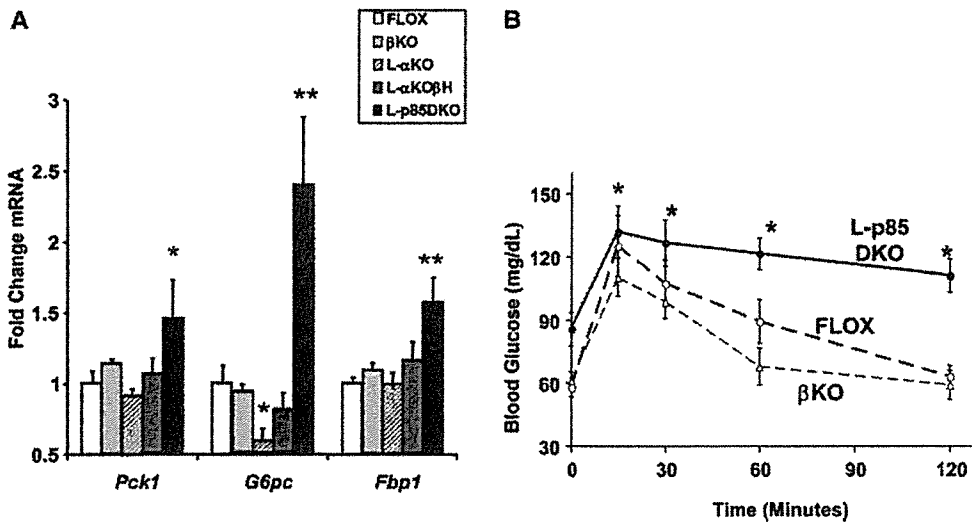 A
FLOX
βKO
L-αKO
L-αKOβH
L-p85DKO
Fold Change mRNA
3
2.5
2
1.5
1
0.5
*
*
**
**
Pck1
G6pc
Fbp1
B
Blood Glucose (mg/dL)
150
120
90
60
30
*
*
*
*
L-p85
DKO
FLOX
βKO
0
30
60
90
120
Time (Minutes)